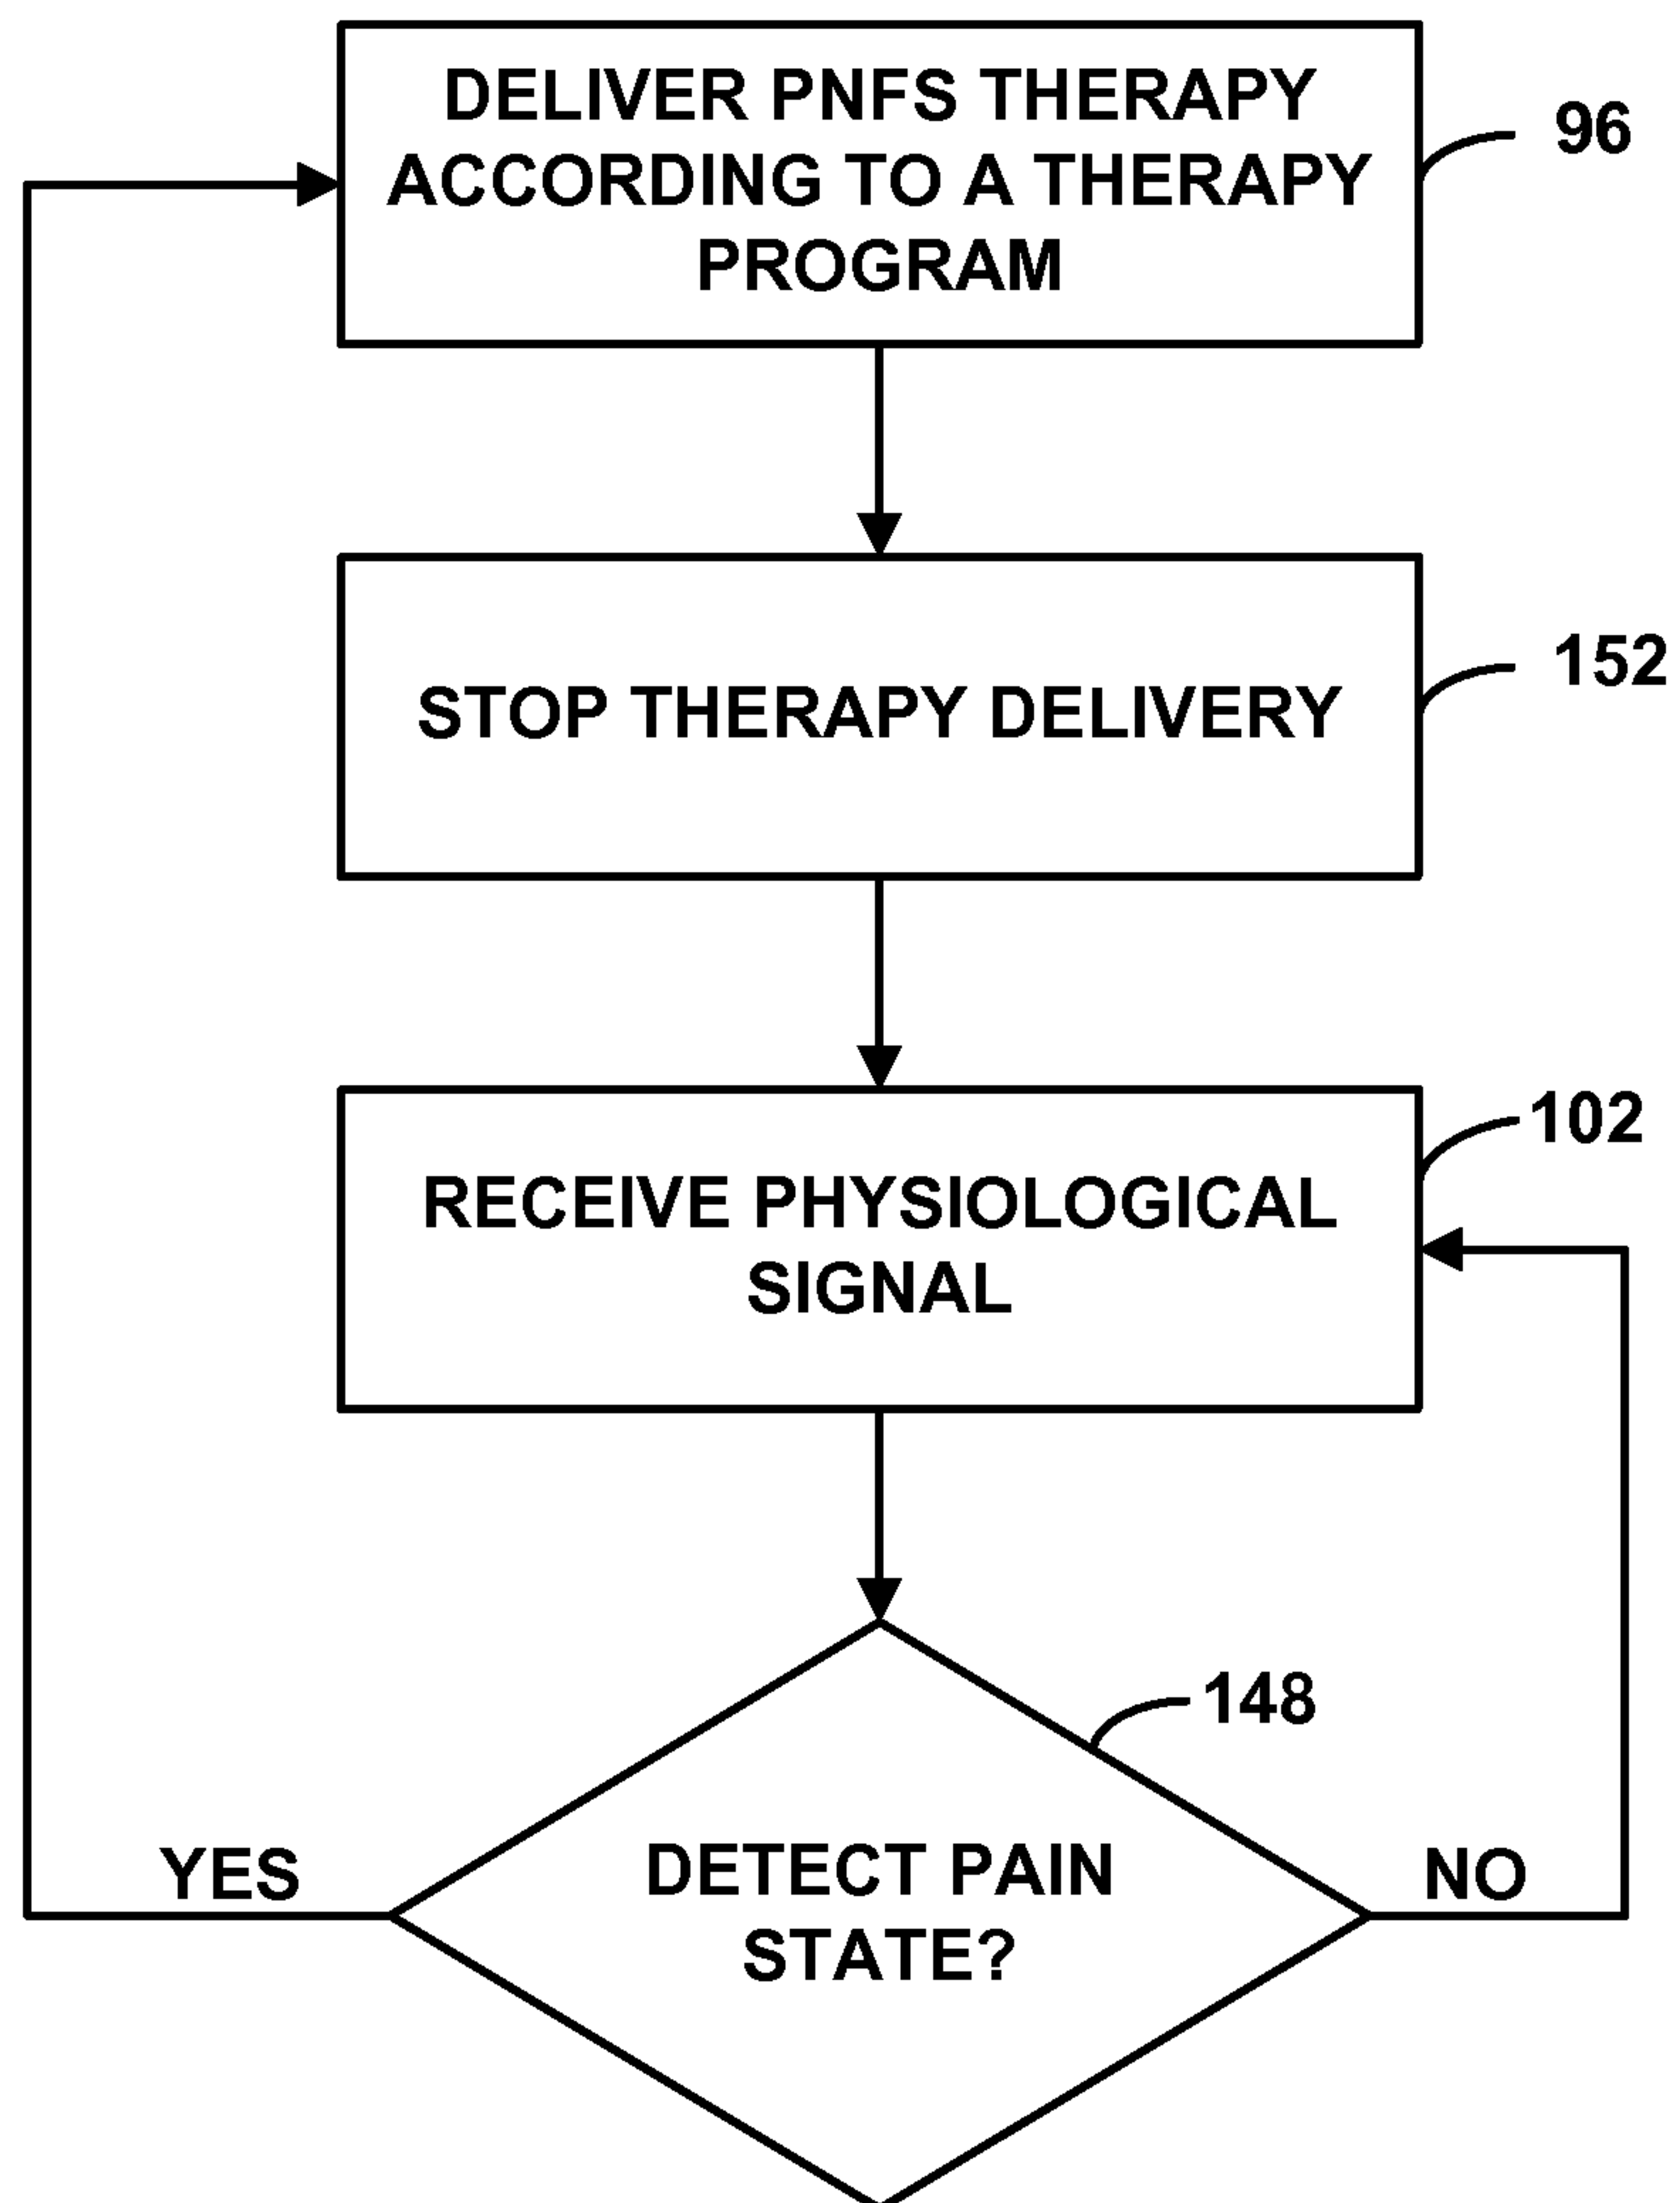 DELIVER PNFS THERAPY
ACCORDING TO A THERAPY
PROGRAM
96
STOP THERAPY DELIVERY
152
RECEIVE PHYSIOLOGICAL
SIGNAL
102
148
DETECT PAIN
STATE?
YES
NO